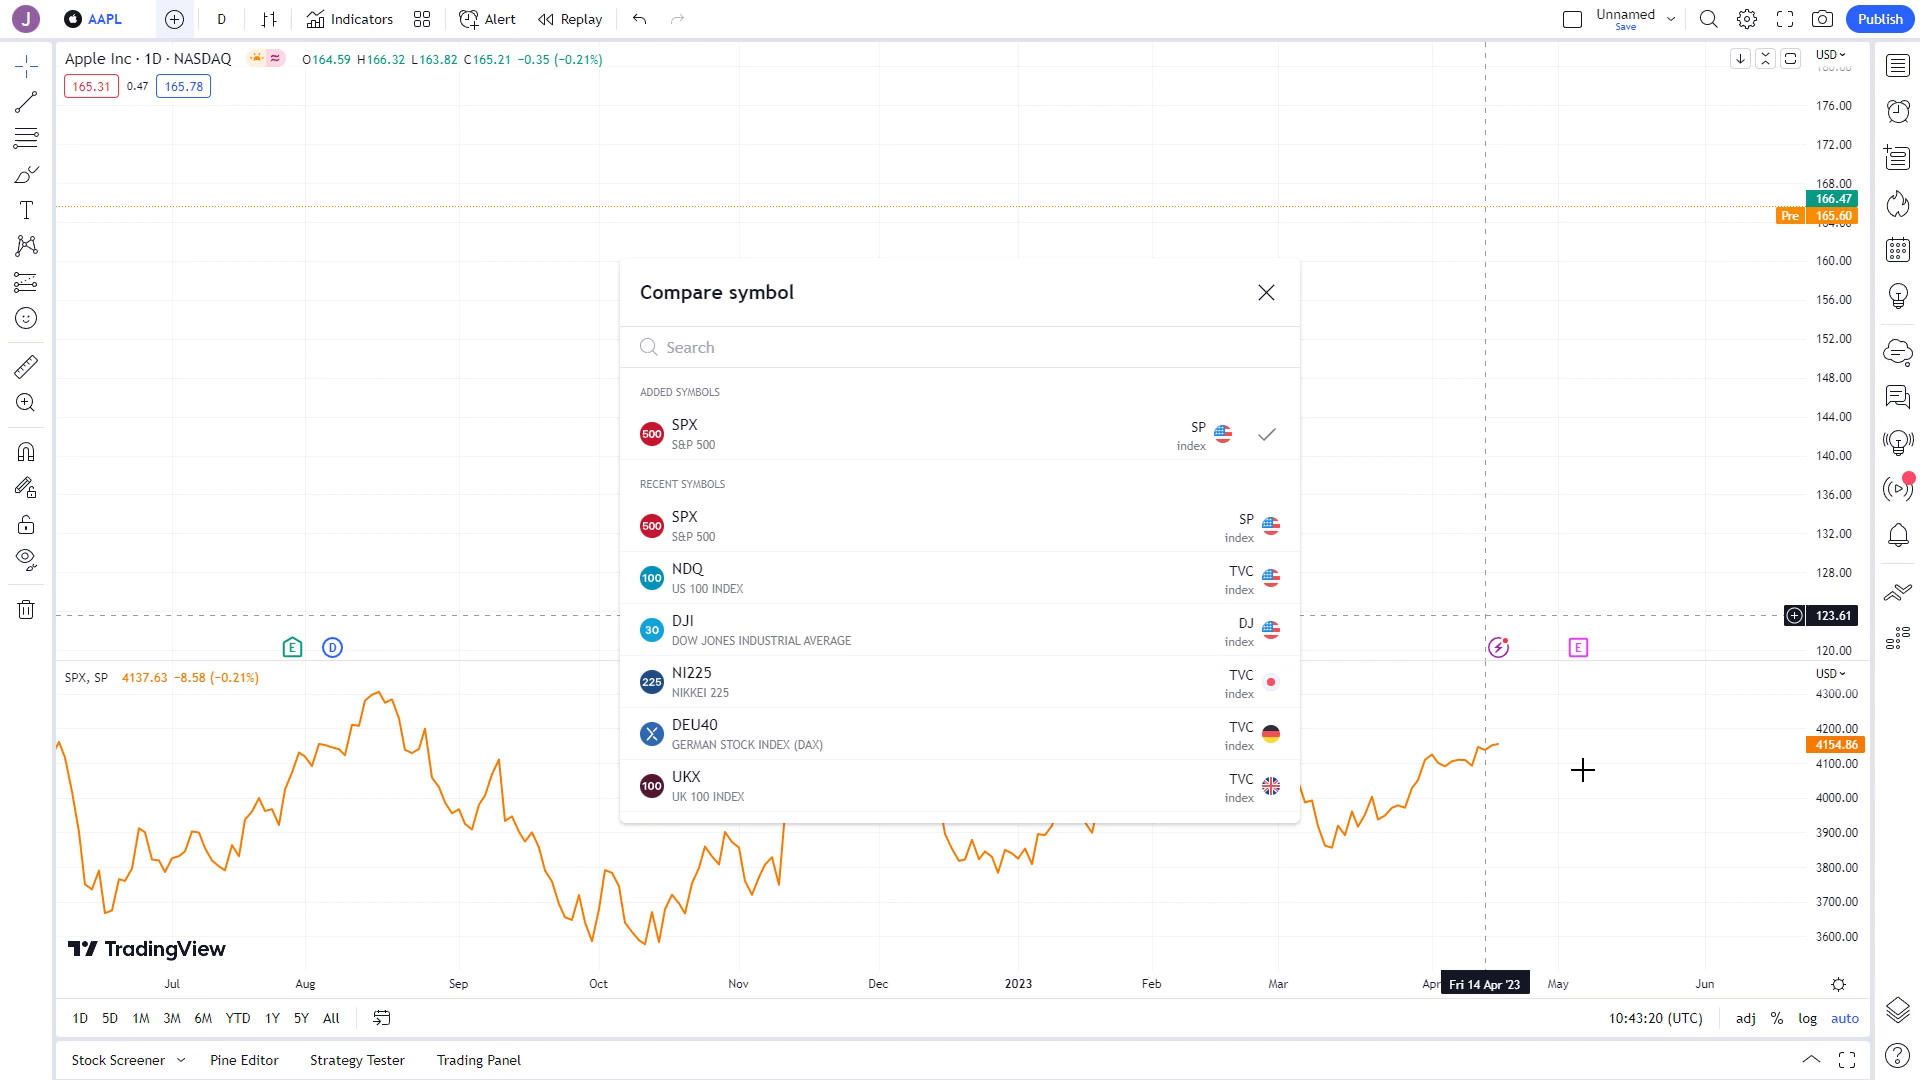 J AAPL D Indicators Alert Replay Unnamed Save Publish
Apple Inc · 1D · NASDAQ O164.59 H166.32 L163.82 C165.21 −0.35 (−0.21%)
165.31 0.47 165.78
USD
180.00
176.00
172.00
168.00
166.47
Pre 165.60
164.00
160.00
156.00
152.00
148.00
144.00
140.00
136.00
132.00
128.00
123.61
120.00
Compare symbol
Search
ADDED SYMBOLS
500 SPX SP
S&P 500 index
RECENT SYMBOLS
500 SPX SP
S&P 500 index
100 NDQ TVC
US 100 INDEX index
30 DJI DJ
DOW JONES INDUSTRIAL AVERAGE index
225 NI225 TVC
NIKKEI 225 index
DEU40 TVC
GERMAN STOCK INDEX (DAX) index
100 UKX TVC
UK 100 INDEX index
E D E
SPX, SP 4137.63 −8.58 (−0.21%)
USD
4300.00
4200.00
4154.86
4100.00
4000.00
3900.00
3800.00
3700.00
3600.00
TradingView
Jul Aug Sep Oct Nov Dec 2023 Feb Mar Apr Fri 14 Apr '23 May Jun
1D 5D 1M 3M 6M YTD 1Y 5Y All 10:43:20 (UTC) adj % log auto
Stock Screener Pine Editor Strategy Tester Trading Panel